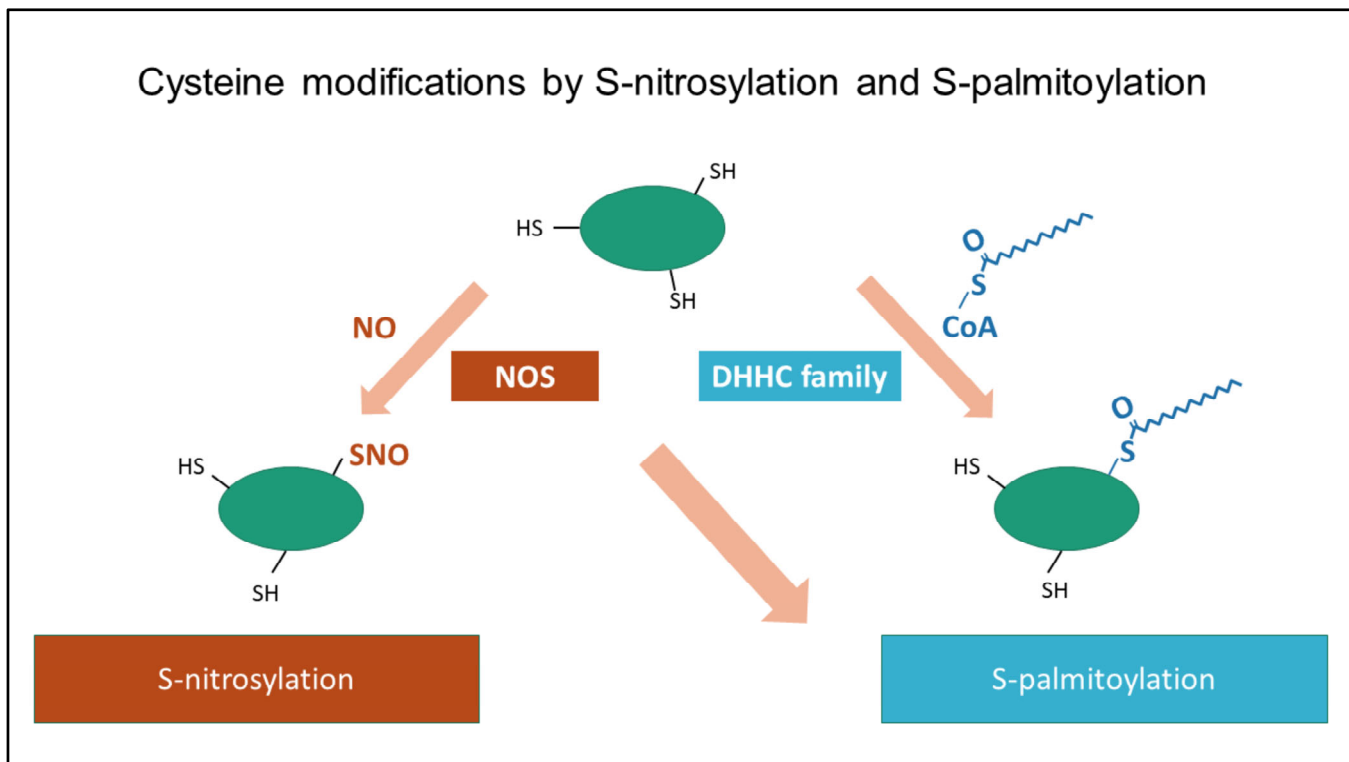 Cysteine modifications by S-nitrosylation and S-palmitoylation
SH
HS
SH
O
S
CoA
NO
NOS
DHHC family
O
S
SNO
HS
SH
HS
SH
S-nitrosylation
S-palmitoylation